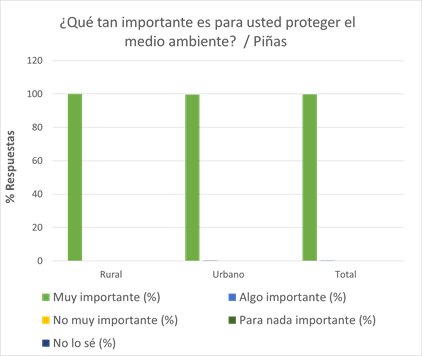 ¿Qué tan importante es para usted proteger el
medio ambiente?  / Piñas
% Respuestas
120
100
80
60
40
20
0
Rural Urbano Total
Muy importante (%) Algo importante (%)
No muy importante (%) Para nada importante (%)
No lo sé (%)